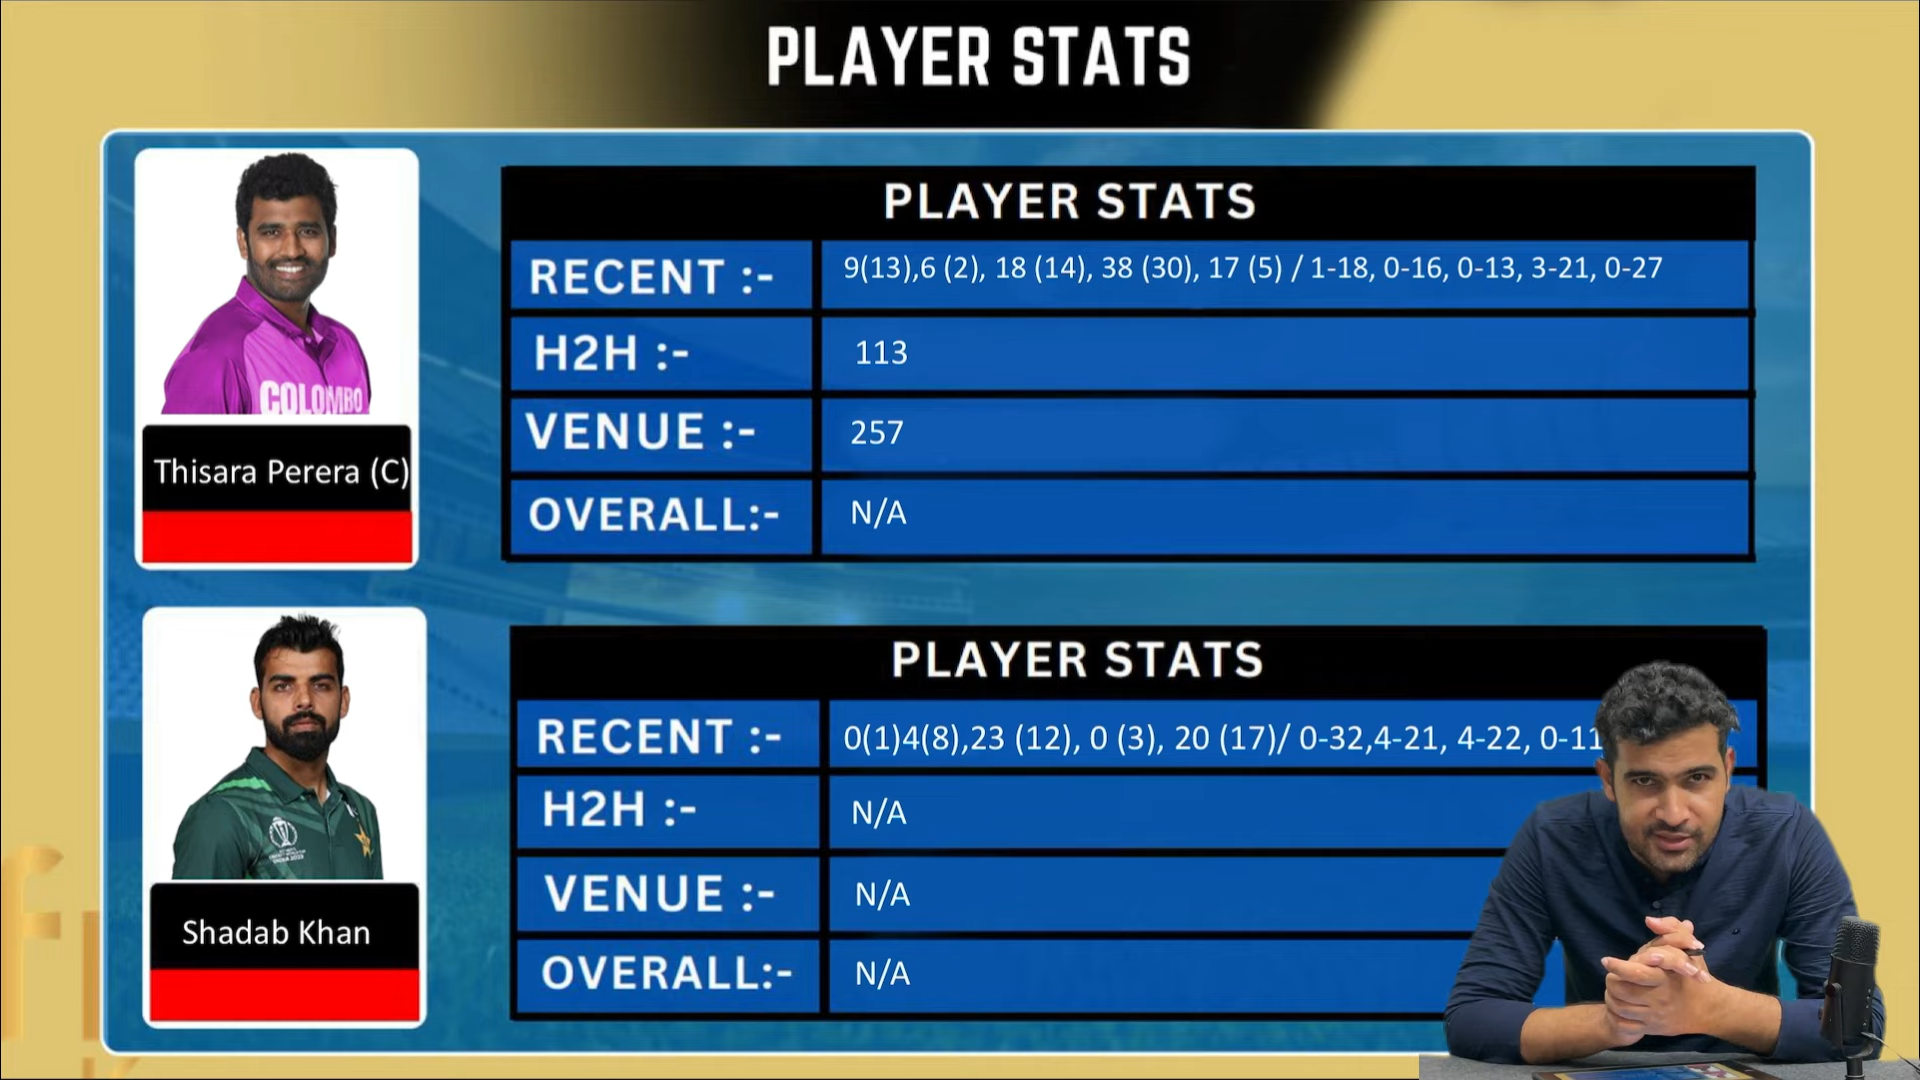 PLAYER STATS
PLAYER STATS
RECENT :- 9(13),6 (2), 18 (14), 38 (30), 17 (5) / 1-18, 0-16, 0-13, 3-21, 0-27
H2H :- 113
VENUE :- 257
OVERALL:- N/A
COLOMBO
Thisara Perera (C)
PLAYER STATS
RECENT :- 0(1)4(8),23 (12), 0 (3), 20 (17)/ 0-32,4-21, 4-22, 0-11
H2H :- N/A
VENUE :- N/A
OVERALL:- N/A
Shadab Khan